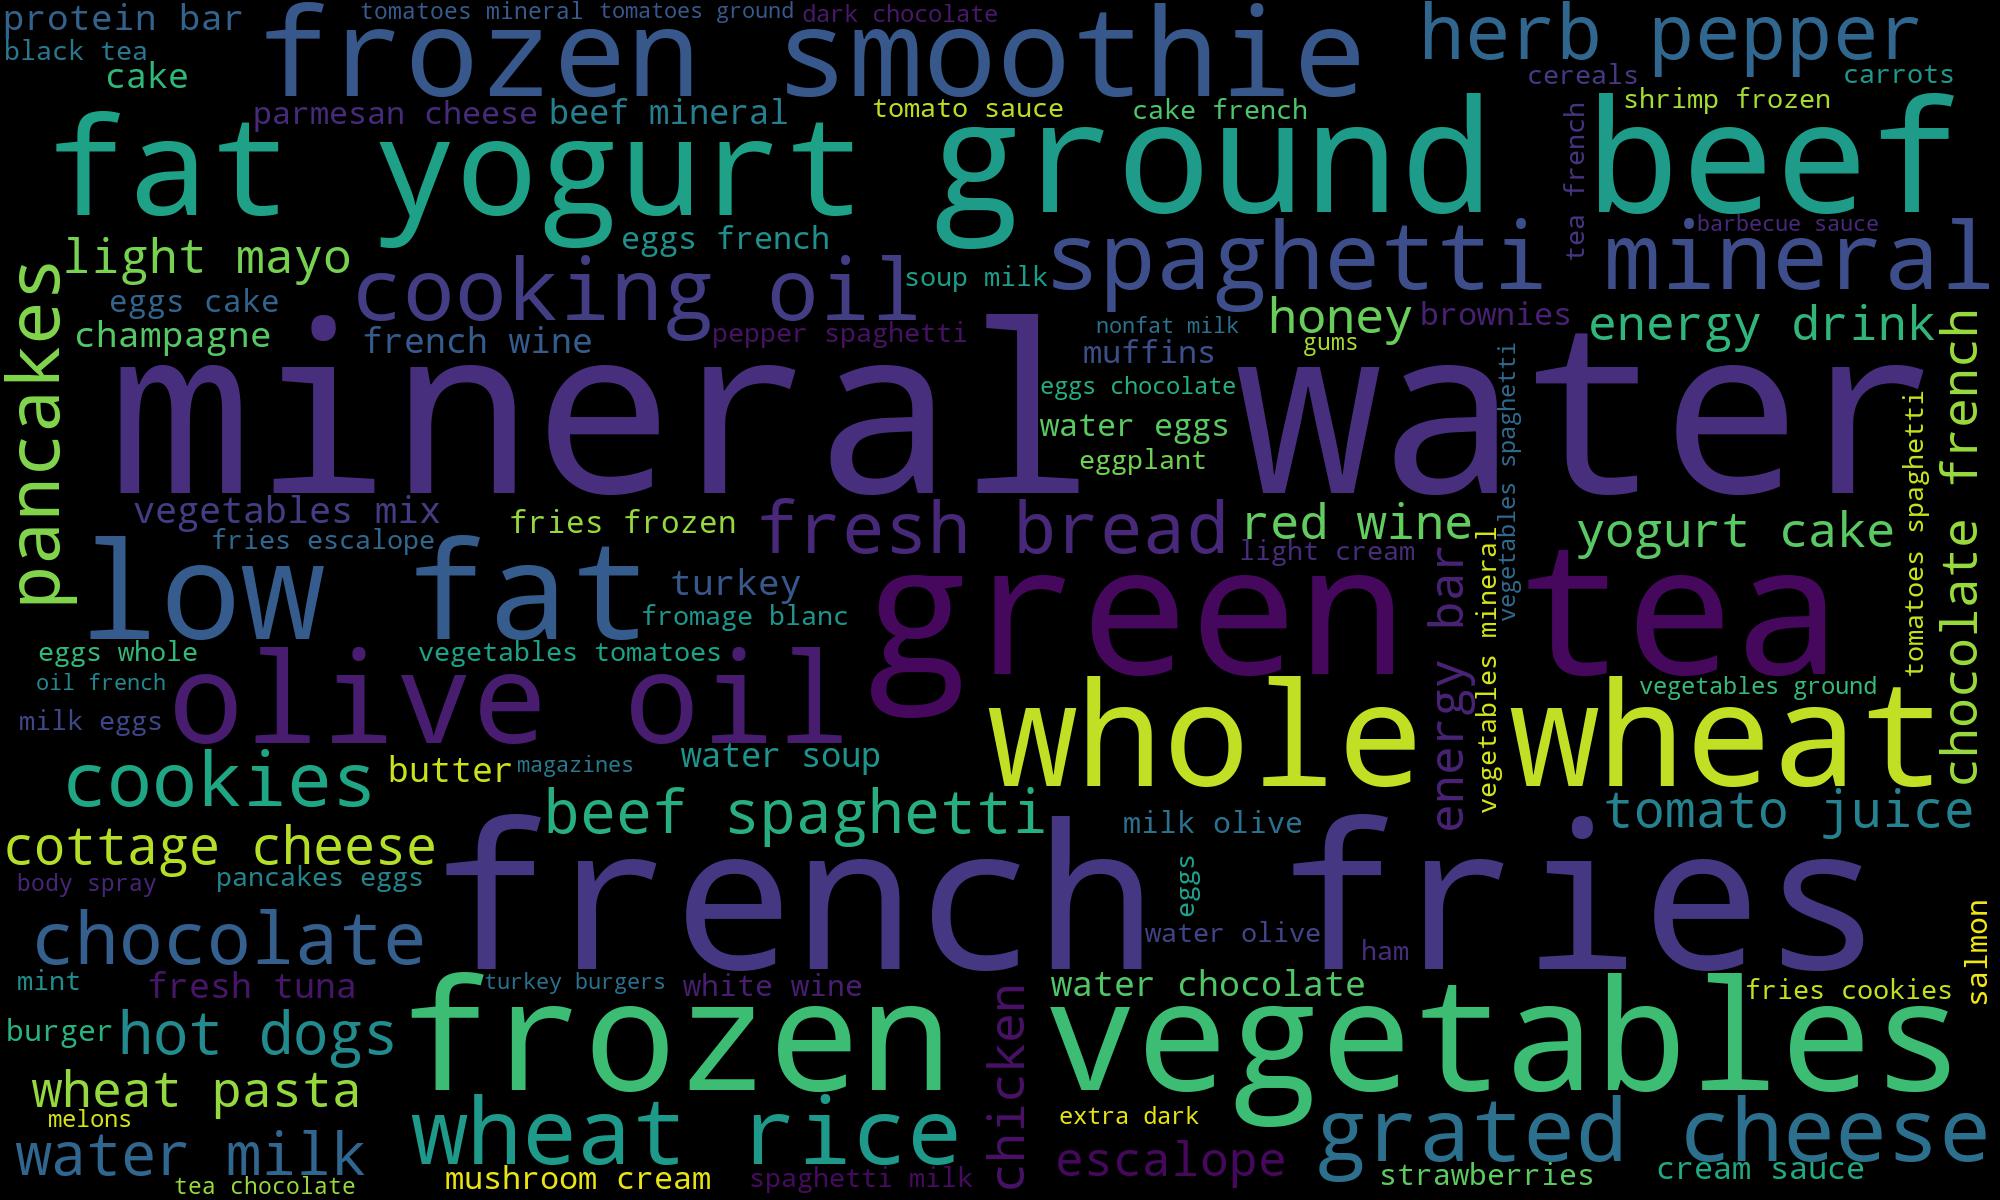 protein bar
tomatoes mineral
tomatoes ground
dark chocolate
black tea
frozen smoothie
herb pepper
cake
cereals
carrots
parmesan cheese
beef mineral
tomato sauce
cake french
shrimp frozen
tea french
fat yogurt
ground beef
light mayo
eggs french
barbecue sauce
cooking oil
soup milk
spaghetti mineral
eggs cake
pancakes
champagne
french wine
pepper spaghetti
nonfat milk
honey
brownies
energy drink
gums
muffins
mineral water
eggs chocolate
water eggs
eggplant
vegetables spaghetti
tomatoes spaghetti
chocolate french
vegetables mix
fries frozen
fresh bread
red wine
yogurt cake
fries escalope
light cream
low fat
turkey
fromage blanc
green tea
energy bar
vegetables mineral
eggs whole
vegetables tomatoes
oil french
olive oil
vegetables ground
milk eggs
whole wheat
water soup
cookies
butter
magazines
beef spaghetti
milk olive
tomato juice
cottage cheese
french fries
body spray
pancakes eggs
eggs
chocolate
water olive
ham
salmon
mint
fresh tuna
turkey burgers
white wine
water chocolate
fries cookies
burger
hot dogs
frozen vegetables
chicken
wheat pasta
melons
wheat rice
extra dark
grated cheese
water milk
escalope
mushroom cream
spaghetti milk
strawberries
cream sauce
tea chocolate